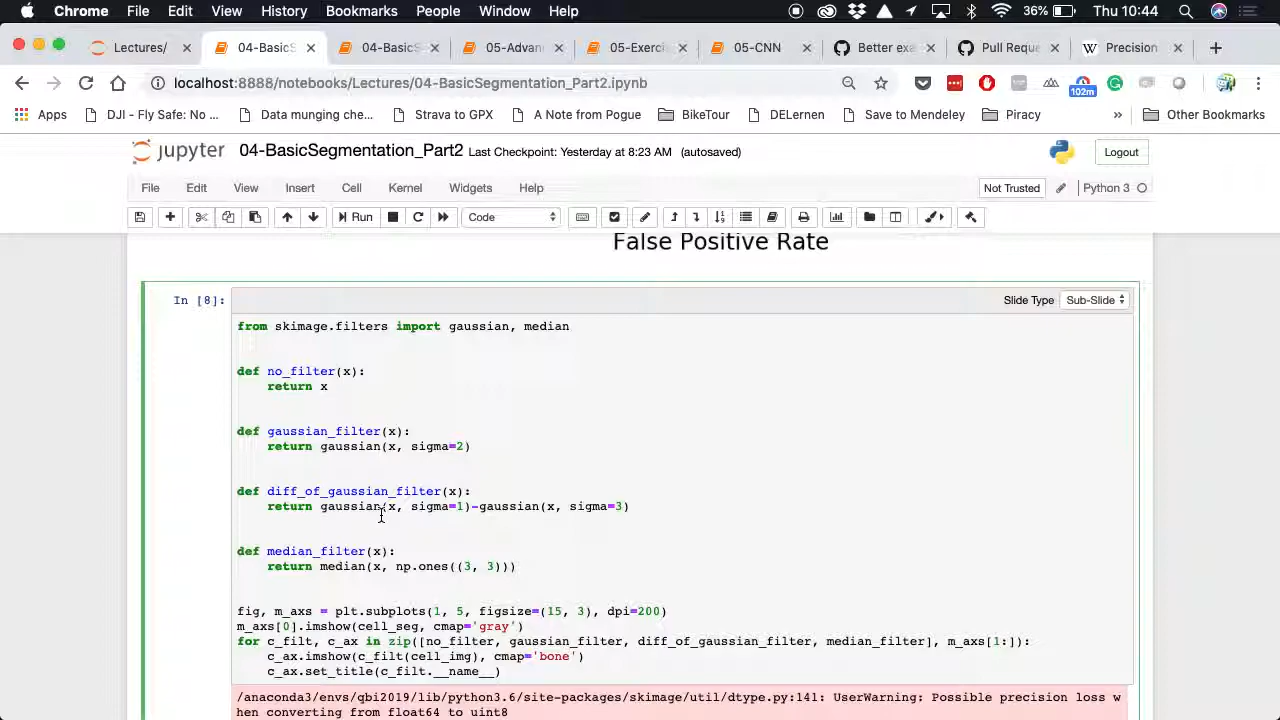 Chrome File Edit View History Bookmarks People Window Help 36% Thu 10:44
Lectures/ 04-BasicS 04-BasicS 05-Advan 05-Exerci 05-CNN Better exa Pull Reque Precision
localhost:8888/notebooks/Lectures/04-BasicSegmentation_Part2.ipynb 102m
Apps DJI - Fly Safe: No ... Data munging che... Strava to GPX A Note from Pogue BikeTour DELernen Save to Mendeley Piracy » Other Bookmarks
jupyter 04-BasicSegmentation_Part2 Last Checkpoint: Yesterday at 8:23 AM (autosaved) Logout
File Edit View Insert Cell Kernel Widgets Help Not Trusted Python 3
Run Code
False Positive Rate
In [8]: Slide Type Sub-Slide
from skimage.filters import gaussian, median
def no_filter(x):
return x
def gaussian_filter(x):
return gaussian(x, sigma=2)
def diff_of_gaussian_filter(x):
return gaussian(x, sigma=1)-gaussian(x, sigma=3)
def median_filter(x):
return median(x, np.ones((3, 3)))
fig, m_axs = plt.subplots(1, 5, figsize=(15, 3), dpi=200)
m_axs[0].imshow(cell_seg, cmap='gray')
for c_filt, c_ax in zip([no_filter, gaussian_filter, diff_of_gaussian_filter, median_filter], m_axs[1:]):
c_ax.imshow(c_filt(cell_img), cmap='bone')
c_ax.set_title(c_filt.__name__)
/anaconda3/envs/qbi2019/lib/python3.6/site-packages/skimage/util/dtype.py:141: UserWarning: Possible precision loss w
hen converting from float64 to uint8